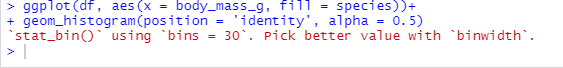 > ggplot(df, aes(x = body_mass_g, fill = species))+
+ geom_histogram(position = 'identity', alpha = 0.5)
`stat_bin()` using `bins = 30`. Pick better value with `binwidth`.
>